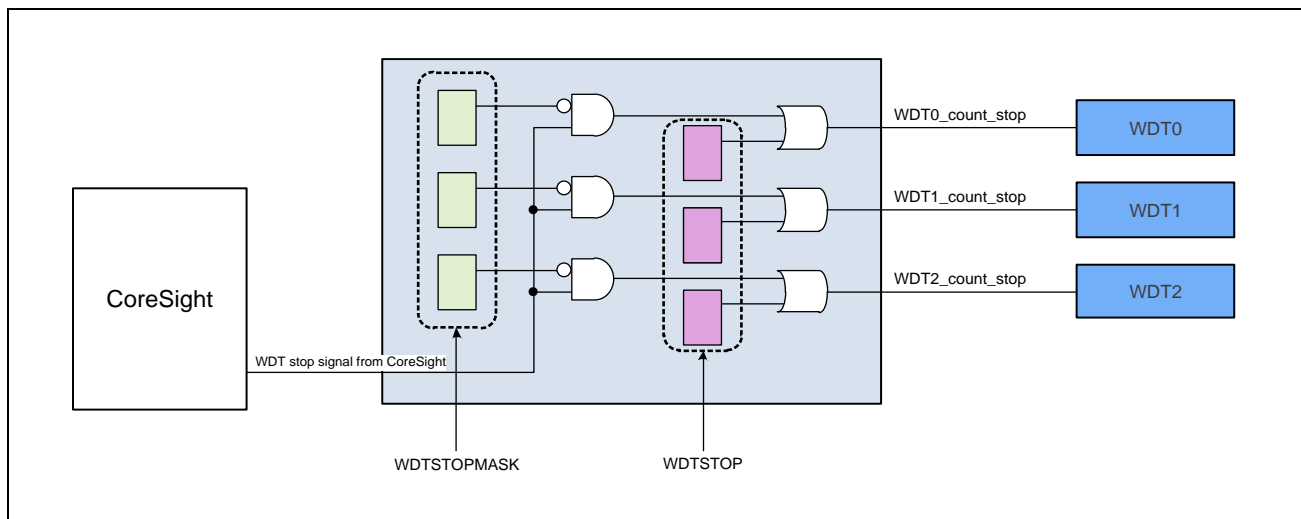 WDT0_count_stop
WDT0
WDT1_count_stop
WDT1
WDT2_count_stop
WDT2
CoreSight
WDT stop signal from CoreSight
WDTSTOPMASK
WDTSTOP